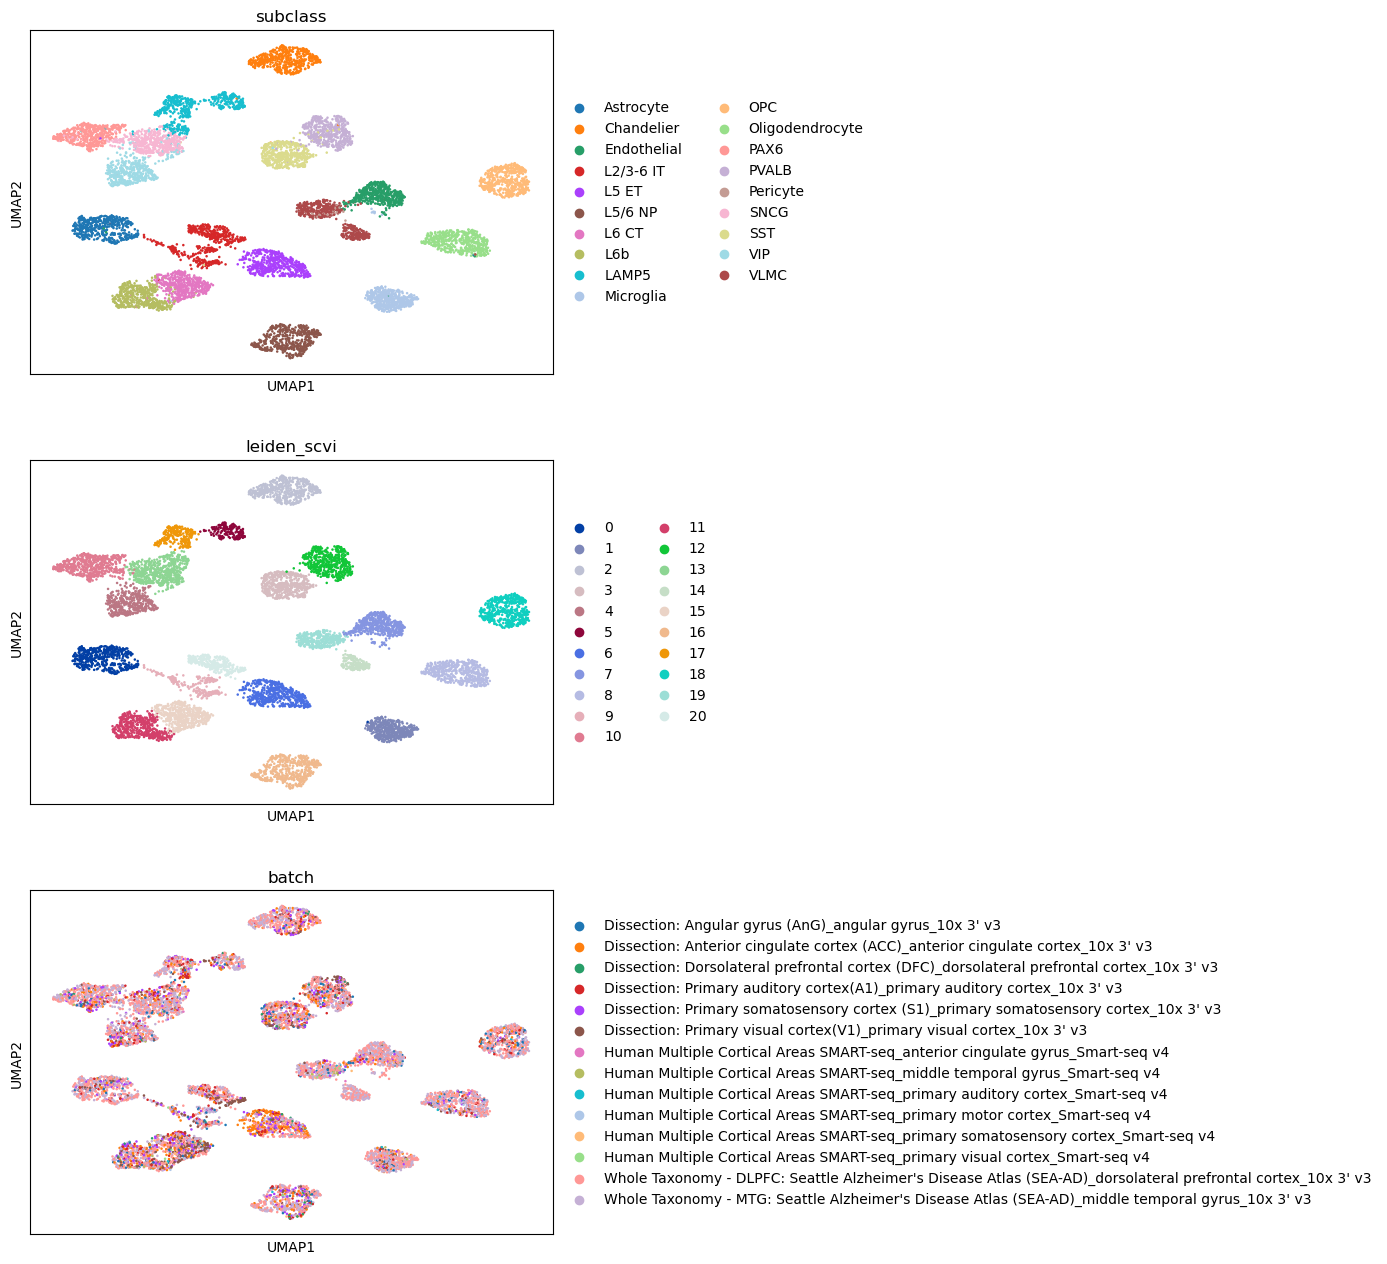 subclass
UMAP2
UMAP1
Astrocyte
Chandelier
Endothelial
L2/3-6 IT
L5 ET
L5/6 NP
L6 CT
L6b
LAMP5
Microglia
OPC
Oligodendrocyte
PAX6
PVALB
Pericyte
SNCG
SST
VIP
VLMC
leiden_scvi
UMAP2
UMAP1
0
1
2
3
4
5
6
7
8
9
10
11
12
13
14
15
16
17
18
19
20
batch
UMAP2
UMAP1
Dissection: Angular gyrus (AnG)_angular gyrus_10x 3' v3
Dissection: Anterior cingulate cortex (ACC)_anterior cingulate cortex_10x 3' v3
Dissection: Dorsolateral prefrontal cortex (DFC)_dorsolateral prefrontal cortex_10x 3' v3
Dissection: Primary auditory cortex(A1)_primary auditory cortex_10x 3' v3
Dissection: Primary somatosensory cortex (S1)_primary somatosensory cortex_10x 3' v3
Dissection: Primary visual cortex(V1)_primary visual cortex_10x 3' v3
Human Multiple Cortical Areas SMART-seq_anterior cingulate gyrus_Smart-seq v4
Human Multiple Cortical Areas SMART-seq_middle temporal gyrus_Smart-seq v4
Human Multiple Cortical Areas SMART-seq_primary auditory cortex_Smart-seq v4
Human Multiple Cortical Areas SMART-seq_primary motor cortex_Smart-seq v4
Human Multiple Cortical Areas SMART-seq_primary somatosensory cortex_Smart-seq v4
Human Multiple Cortical Areas SMART-seq_primary visual cortex_Smart-seq v4
Whole Taxonomy - DLPFC: Seattle Alzheimer's Disease Atlas (SEA-AD)_dorsolateral prefrontal cortex_10x 3' v3
Whole Taxonomy - MTG: Seattle Alzheimer's Disease Atlas (SEA-AD)_middle temporal gyrus_10x 3' v3